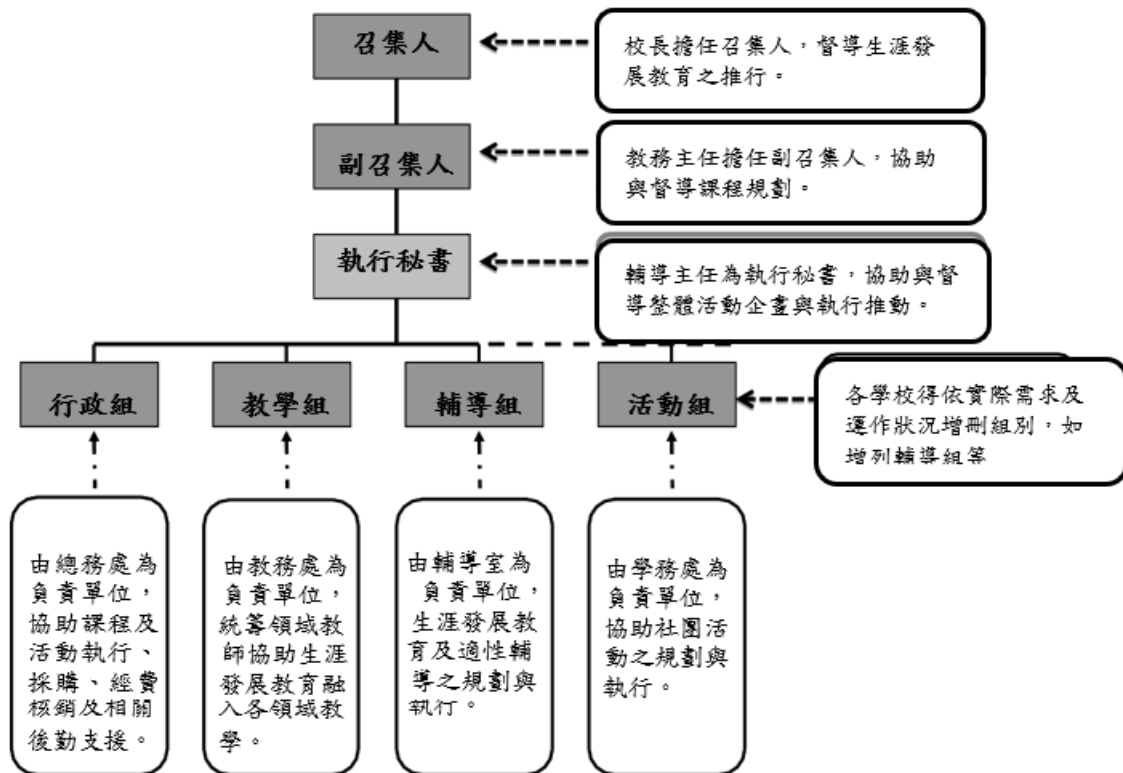 召集人
校長擔任召集人，督導生涯發
展教育之推行。
副召集人
教務主任擔任副召集人，協助
與督導課程規劃。
執行秘書
輔導主任為執行秘書，協助與督
導整體活動企畫與執行推動。
行政組
教學組
輔導組
活動組
各學校得依實際需求及
運作狀況增刪組別，如
增列輔導組等
由總務處為
負責單位，
協助課程及
活動執行、
採購、經費
核銷及相關
後勤支援。
由教務處為
負責單位，
統籌領域教
師協助生涯
發展教育融
入各領域教
學。
由輔導室為
負責單位，
生涯發展教
育及適性輔
導之規劃與
執行。
由學務處為
負責單位，
協助社團活
動之規劃與
執行。